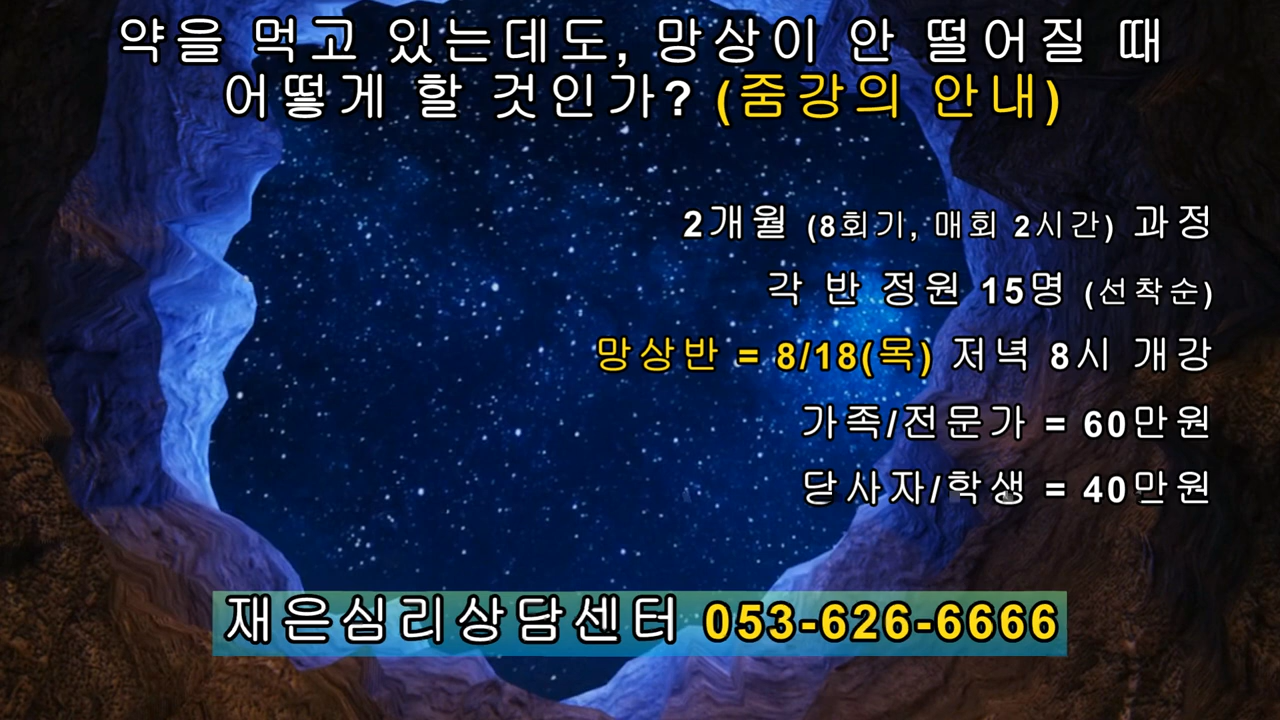 약을 먹고 있는데도, 망상이 안 떨어질 때
어떻게 할 것인가? (줌강의 안내)
2개월 (8회기, 매회 2시간) 과정
각 반 정원 15명 (선착순)
망상반 = 8/18(목) 저녁 8시 개강
가족/전문가 = 60만원
당사자/학생 = 40만원
재은심리상담센터 053-626-6666